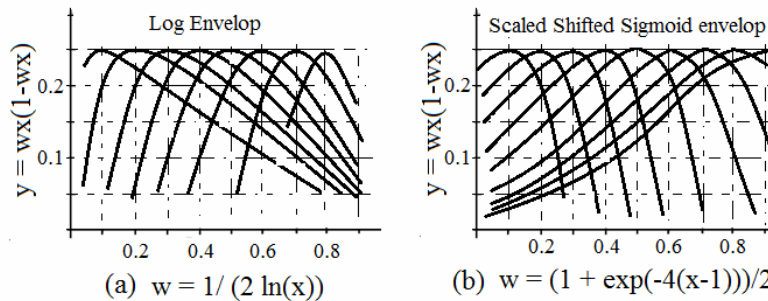 Log Envelop
y = wx(1-wx)
0.2
0.1
0.2 0.4 0.6 0.8
(a) w = 1/ (2 ln(x))
Scaled Shifted Sigmoid envelop
y = wx(1-wx)
0.2
0.1
0.2 0.4 0.6 0.8
(b) w = (1 + exp(-4(x-1)))/2